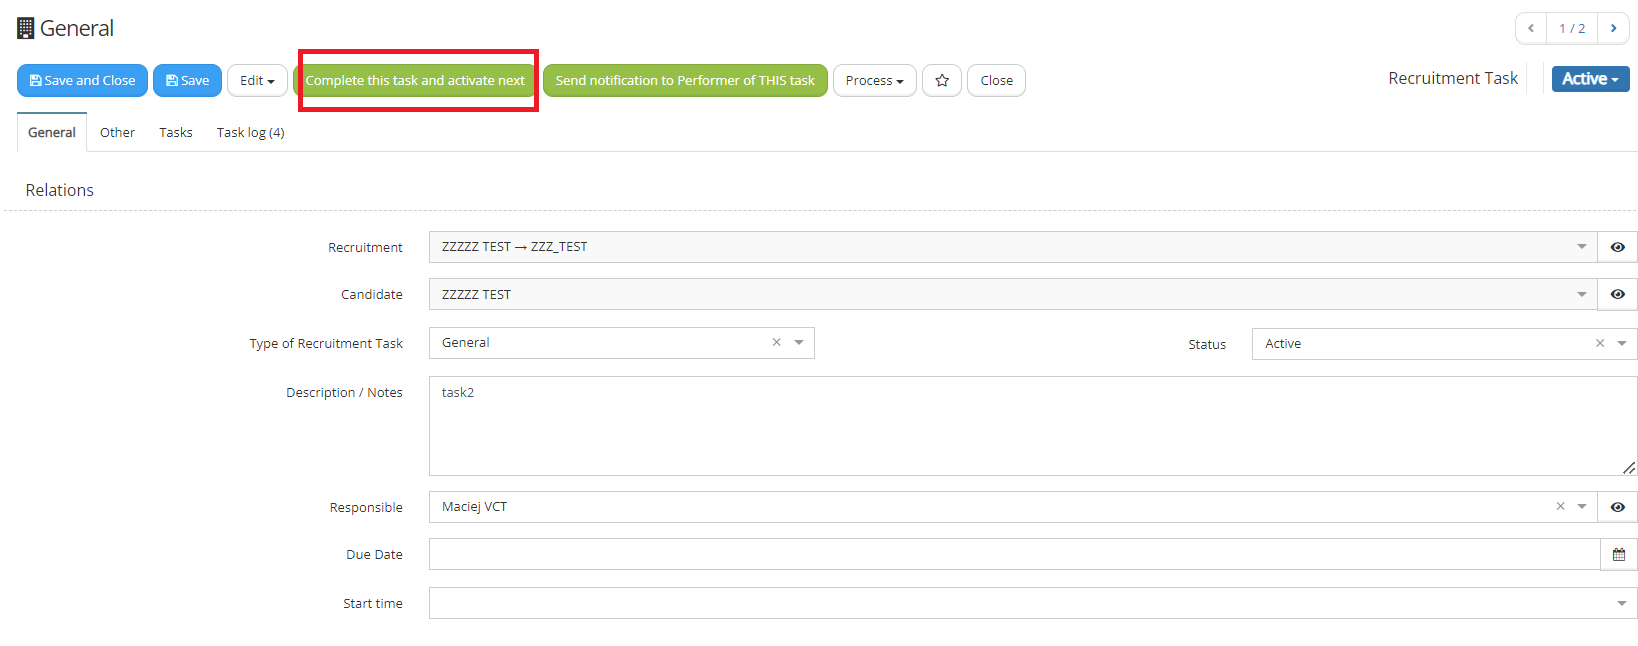 General
1 / 2
Save and Close Save Edit Complete this task and activate next Send notification to Performer of THIS task Process Close Recruitment Task Active
General Other Tasks Task log (4)
Relations
Recruitment ZZZZZ TEST → ZZZ_TEST
Candidate ZZZZZ TEST
Type of Recruitment Task General Status Active
Description / Notes task2
Responsible Maciej VCT
Due Date
Start time